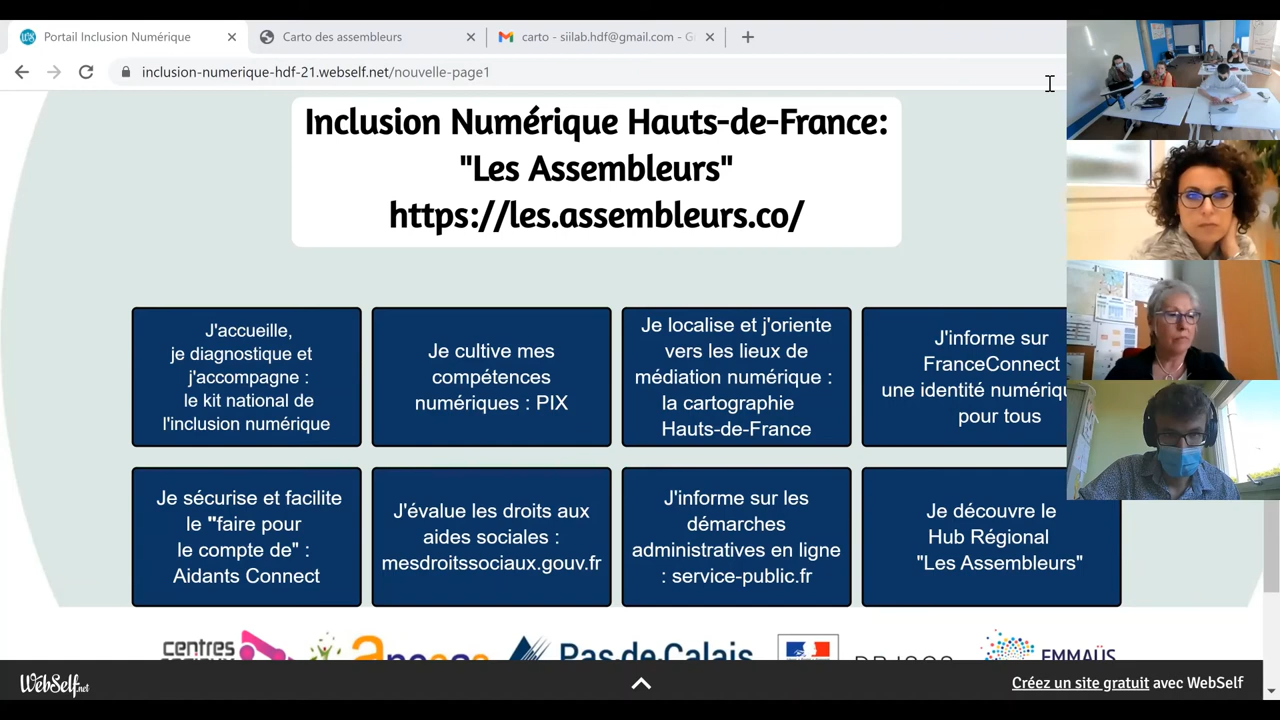 Portail Inclusion Numérique
Carto des assembleurs
carto - siilab.hdf@gmail.com - G
inclusion-numerique-hdf-21.webself.net/nouvelle-page1
Inclusion Numérique Hauts-de-France:
"Les Assembleurs"
https://les.assembleurs.co/
J'accueille,
je diagnostique et
j'accompagne :
le kit national de
l'inclusion numérique
Je cultive mes
compétences
numériques : PIX
Je localise et j'oriente
vers les lieux de
médiation numérique :
la cartographie
Hauts-de-France
J'informe sur
FranceConnect
une identité numériq
pour tous
Je sécurise et facilite
le "faire pour
le compte de" :
Aidants Connect
J'évalue les droits aux
aides sociales :
mesdroitssociaux.gouv.fr
J'informe sur les
démarches
administratives en ligne
: service-public.fr
Je découvre le
Hub Régional
"Les Assembleurs"
centres
Pas de Calais
EMMAÜS
WebSelf.net
Créez un site gratuit avec WebSelf